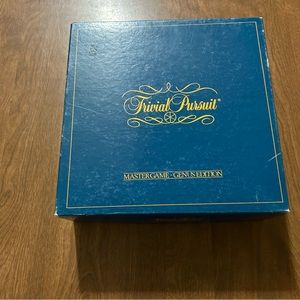 Trivial Pursuit®
MASTER GAME - GENUS EDITION